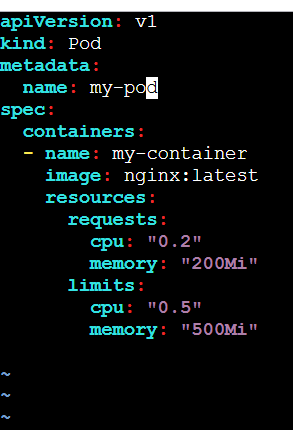 apiVersion: v1
kind: Pod
metadata:
  name: my-pod
spec:
  containers:
  - name: my-container
    image: nginx:latest
    resources:
      requests:
        cpu: "0.2"
        memory: "200Mi"
      limits:
        cpu: "0.5"
        memory: "500Mi"
~
~
~